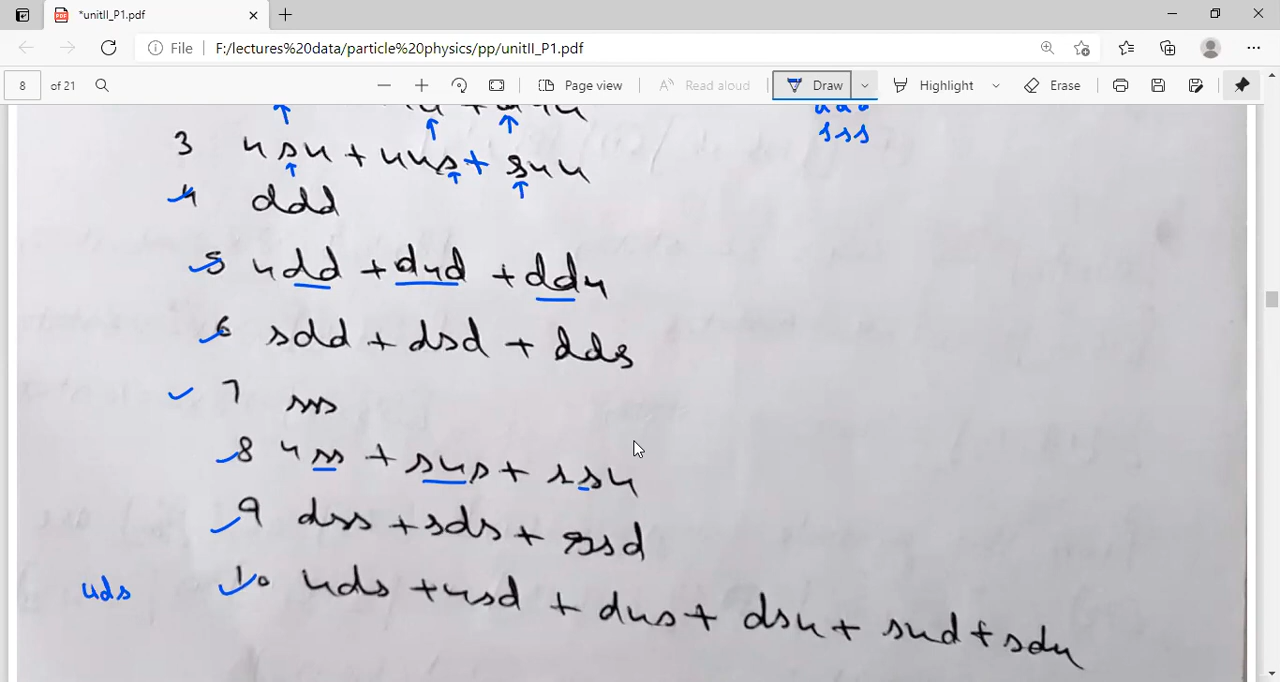 *unitII_P1.pdf
File F:/lectures%20data/particle%20physics/pp/unitII_P1.pdf
8 of 21 Page view Read aloud Draw Highlight Erase
sss
3 usu + uus + suu
4 ddd
5 udd + dud + ddu
6 sdd + dsd + dds
7 sss
8 uss + sus + ssu
9 dss + sds + ssd
uds 10 uds + usd + dus + dsu + sud + sdu